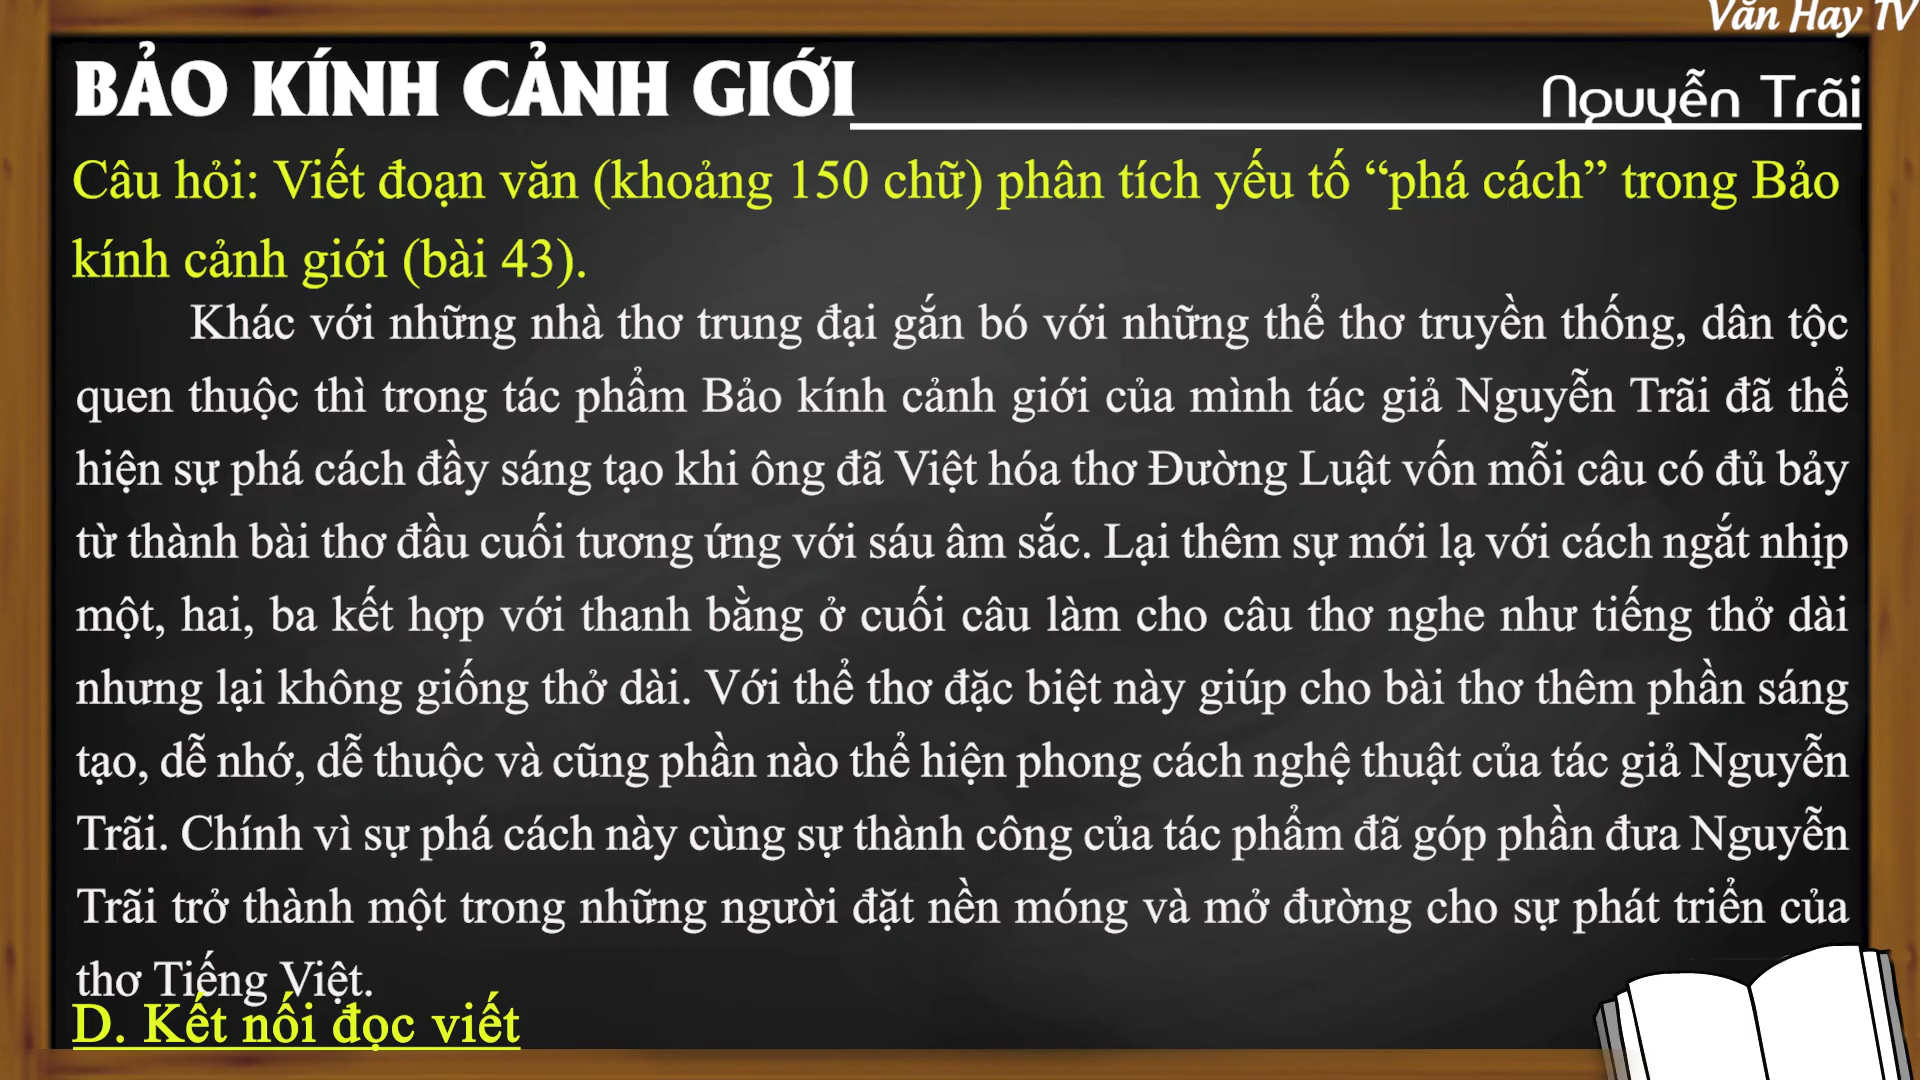 Văn Hay TV
BẢO KÍNH CẢNH GIỚI
Nguyễn Trãi
Câu hỏi: Viết đoạn văn (khoảng 150 chữ) phân tích yếu tố “phá cách” trong Bảo
kính cảnh giới (bài 43).
Khác với những nhà thơ trung đại gắn bó với những thể thơ truyền thống, dân tộc
quen thuộc thì trong tác phẩm Bảo kính cảnh giới của mình tác giả Nguyễn Trãi đã thể
hiện sự phá cách đầy sáng tạo khi ông đã Việt hóa thơ Đường Luật vốn mỗi câu có đủ bảy
từ thành bài thơ đầu cuối tương ứng với sáu âm sắc. Lại thêm sự mới lạ với cách ngắt nhịp
một, hai, ba kết hợp với thanh bằng ở cuối câu làm cho câu thơ nghe như tiếng thở dài
nhưng lại không giống thở dài. Với thể thơ đặc biệt này giúp cho bài thơ thêm phần sáng
tạo, dễ nhớ, dễ thuộc và cũng phần nào thể hiện phong cách nghệ thuật của tác giả Nguyễn
Trãi. Chính vì sự phá cách này cùng sự thành công của tác phẩm đã góp phần đưa Nguyễn
Trãi trở thành một trong những người đặt nền móng và mở đường cho sự phát triển của
thơ Tiếng Việt.
D. Kết nối đọc viết